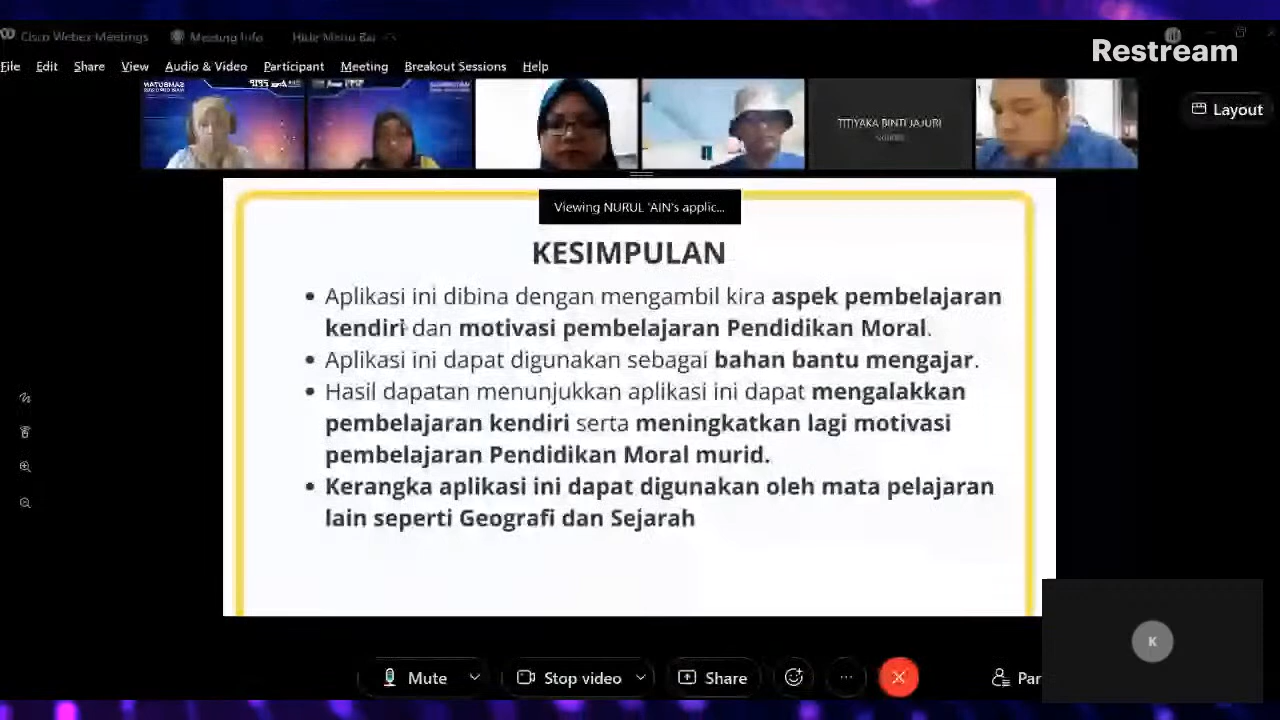 Cisco Webex Meetings Meeting Info Hide Menu Bar
Restream
File Edit Share View Audio & Video Participant Meeting Breakout Sessions Help
TITIYAKA BINTI JAJURI
Layout
Viewing NURUL 'AIN's applic...
KESIMPULAN
• Aplikasi ini dibina dengan mengambil kira aspek pembelajaran
kendiri dan motivasi pembelajaran Pendidikan Moral.
• Aplikasi ini dapat digunakan sebagai bahan bantu mengajar.
• Hasil dapatan menunjukkan aplikasi ini dapat mengalakkan
pembelajaran kendiri serta meningkatkan lagi motivasi
pembelajaran Pendidikan Moral murid.
• Kerangka aplikasi ini dapat digunakan oleh mata pelajaran
lain seperti Geografi dan Sejarah
K
Mute Stop video Share ... Par